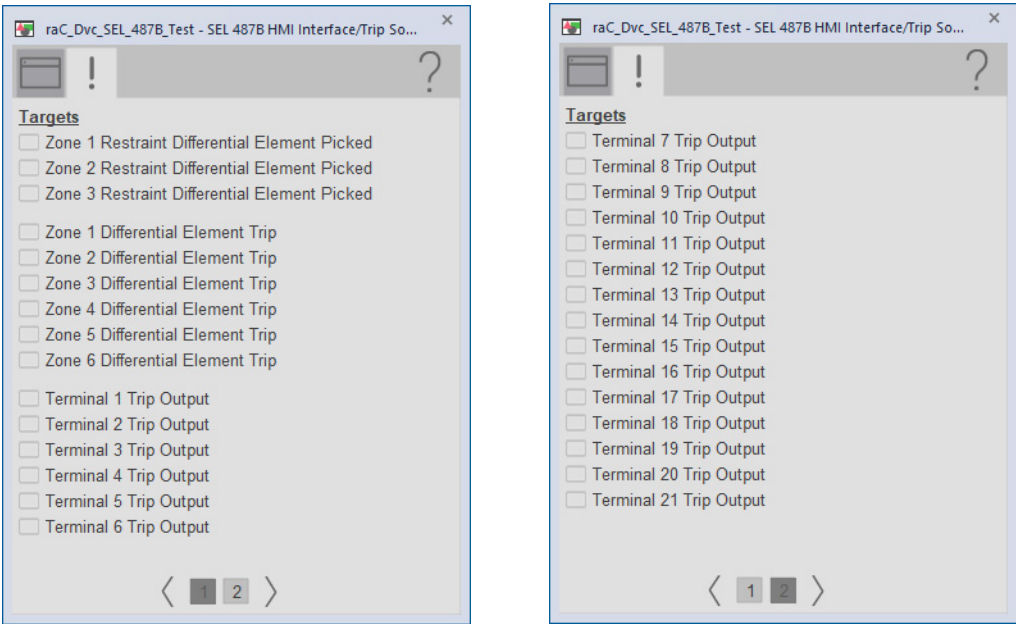 raC_Dvc_SEL_487B_Test - SEL 487B HMI Interface/Trip So...
Targets
Zone 1 Restraint Differential Element Picked
Zone 2 Restraint Differential Element Picked
Zone 3 Restraint Differential Element Picked
Zone 1 Differential Element Trip
Zone 2 Differential Element Trip
Zone 3 Differential Element Trip
Zone 4 Differential Element Trip
Zone 5 Differential Element Trip
Zone 6 Differential Element Trip
Terminal 1 Trip Output
Terminal 2 Trip Output
Terminal 3 Trip Output
Terminal 4 Trip Output
Terminal 5 Trip Output
Terminal 6 Trip Output
1 2
raC_Dvc_SEL_487B_Test - SEL 487B HMI Interface/Trip So...
Targets
Terminal 7 Trip Output
Terminal 8 Trip Output
Terminal 9 Trip Output
Terminal 10 Trip Output
Terminal 11 Trip Output
Terminal 12 Trip Output
Terminal 13 Trip Output
Terminal 14 Trip Output
Terminal 15 Trip Output
Terminal 16 Trip Output
Terminal 17 Trip Output
Terminal 18 Trip Output
Terminal 19 Trip Output
Terminal 20 Trip Output
Terminal 21 Trip Output
1 2